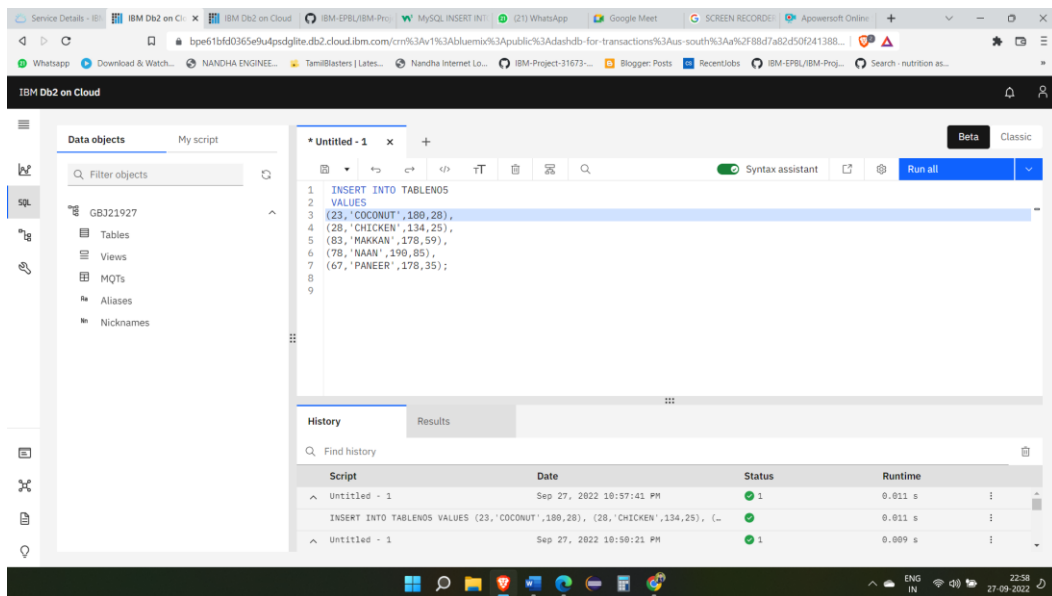 Service Details - IBM
IBM Db2 on Clo
IBM Db2 on Cloud
IBM-EPBL/IBM-Proj
MySQL INSERT INT
(21) WhatsApp
Google Meet
SCREEN RECORDER
Apowersoft Online
bpe61bfd0365e9u4psdglite.db2.cloud.ibm.com/crn%3Av1%3Abluemix%3Apublic%3Adashdb-for-transactions%3Aus-south%3Aa%2F88d7a82d50f241388...
Whatsapp
Download & Watch...
NANDHA ENGINEE...
TamilBlasters | Lates...
Nandha Internet Lo...
IBM-Project-31673-...
Blogger: Posts
RecentJobs
IBM-EPBL/IBM-Proj...
Search - nutrition as...
IBM Db2 on Cloud
Data objects
My script
* Untitled - 1
Beta
Classic
Filter objects
Syntax assistant
Run all
SQL
GBJ21927
Tables
Views
MQTs
Aliases
Nicknames
1 INSERT INTO TABLENO5
2 VALUES
3 (23,'COCONUT',180,28),
4 (28,'CHICKEN',134,25),
5 (83,'MAKKAN',178,59),
6 (78,'NAAN',190,85),
7 (67,'PANEER',178,35);
8
9
History
Results
Find history
Script Date Status Runtime
Untitled - 1 Sep 27, 2022 10:57:41 PM 1 0.011 s
INSERT INTO TABLENO5 VALUES (23,'COCONUT',180,28), (28,'CHICKEN',134,25), (… 0.011 s
Untitled - 1 Sep 27, 2022 10:50:21 PM 1 0.009 s
ENG
IN
22:58
27-09-2022